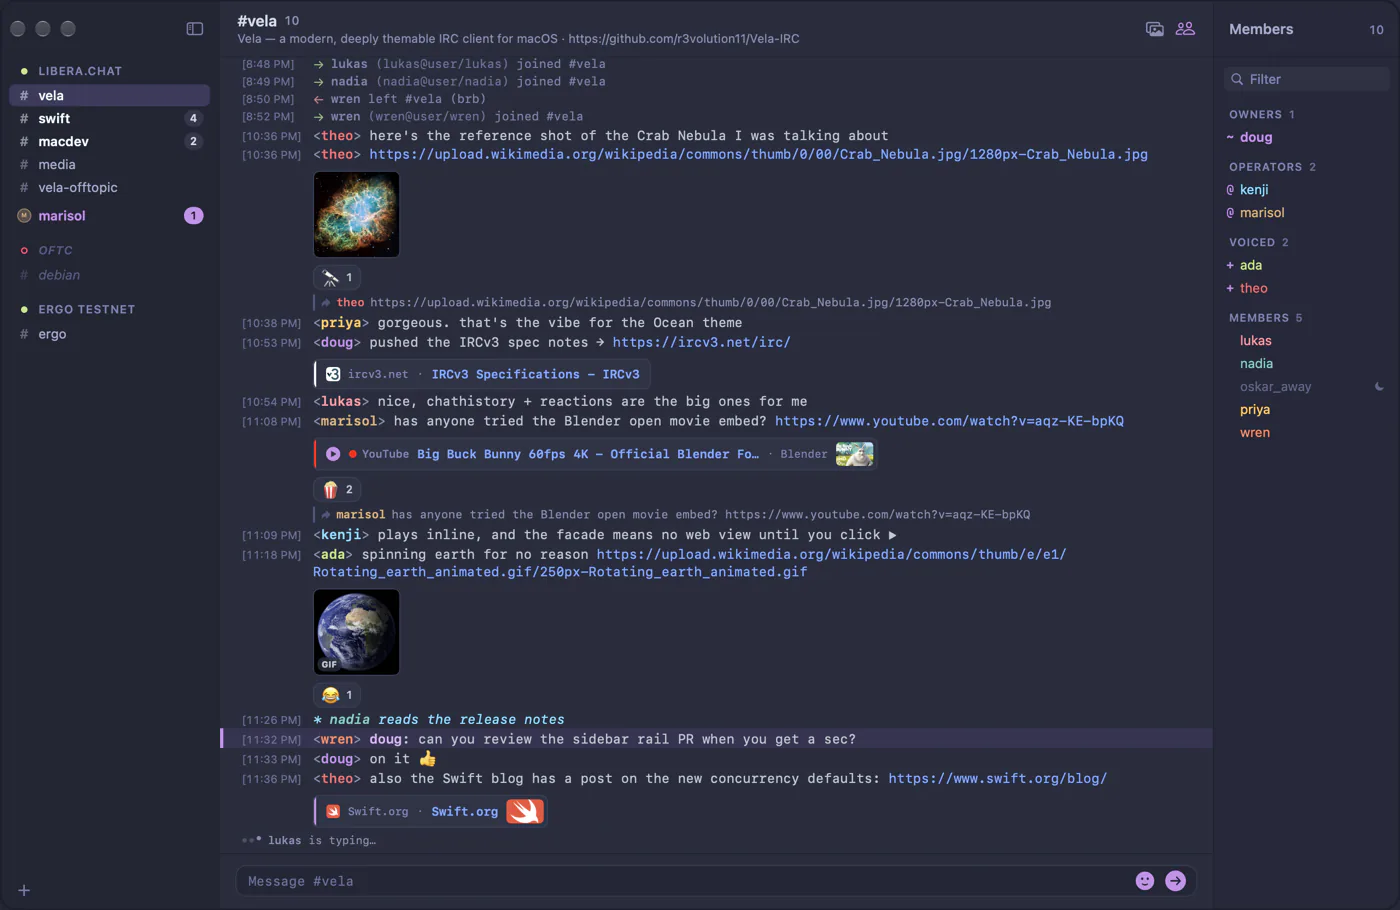 LIBERA.CHAT
# vela
# swift 4
# macdev 2
# media
# vela-offtopic
M marisol 1
OFTC
# debian
ERGO TESTNET
# ergo
+
#vela 10
Vela — a modern, deeply themable IRC client for macOS · https://github.com/r3volution11/Vela-IRC
[8:48 PM] → lukas (lukas@user/lukas) joined #vela
[8:49 PM] → nadia (nadia@user/nadia) joined #vela
[8:50 PM] ← wren left #vela (brb)
[8:52 PM] → wren (wren@user/wren) joined #vela
[10:36 PM] <theo> here's the reference shot of the Crab Nebula I was talking about
[10:36 PM] <theo> https://upload.wikimedia.org/wikipedia/commons/thumb/0/00/Crab_Nebula.jpg/1280px-Crab_Nebula.jpg
🔭 1
theo https://upload.wikimedia.org/wikipedia/commons/thumb/0/00/Crab_Nebula.jpg/1280px-Crab_Nebula.jpg
[10:38 PM] <priya> gorgeous. that's the vibe for the Ocean theme
[10:53 PM] <doug> pushed the IRCv3 spec notes → https://ircv3.net/irc/
v3 ircv3.net · IRCv3 Specifications – IRCv3
[10:54 PM] <lukas> nice, chathistory + reactions are the big ones for me
[11:08 PM] <marisol> has anyone tried the Blender open movie embed? https://www.youtube.com/watch?v=aqz-KE-bpKQ
YouTube Big Buck Bunny 60fps 4K – Official Blender Fo… · Blender
🍿 2
marisol has anyone tried the Blender open movie embed? https://www.youtube.com/watch?v=aqz-KE-bpKQ
[11:09 PM] <kenji> plays inline, and the facade means no web view until you click ▶
[11:18 PM] <ada> spinning earth for no reason https://upload.wikimedia.org/wikipedia/commons/thumb/e/e1/
Rotating_earth_animated.gif/250px-Rotating_earth_animated.gif
GIF
😂 1
[11:26 PM] * nadia reads the release notes
[11:32 PM] <wren> doug: can you review the sidebar rail PR when you get a sec?
[11:33 PM] <doug> on it 👍
[11:36 PM] <theo> also the Swift blog has a post on the new concurrency defaults: https://www.swift.org/blog/
Swift.org · Swift.org
lukas is typing…
Message #vela
Members 10
Filter
OWNERS 1
~ doug
OPERATORS 2
@ kenji
@ marisol
VOICED 2
+ ada
+ theo
MEMBERS 5
lukas
nadia
oskar_away
priya
wren